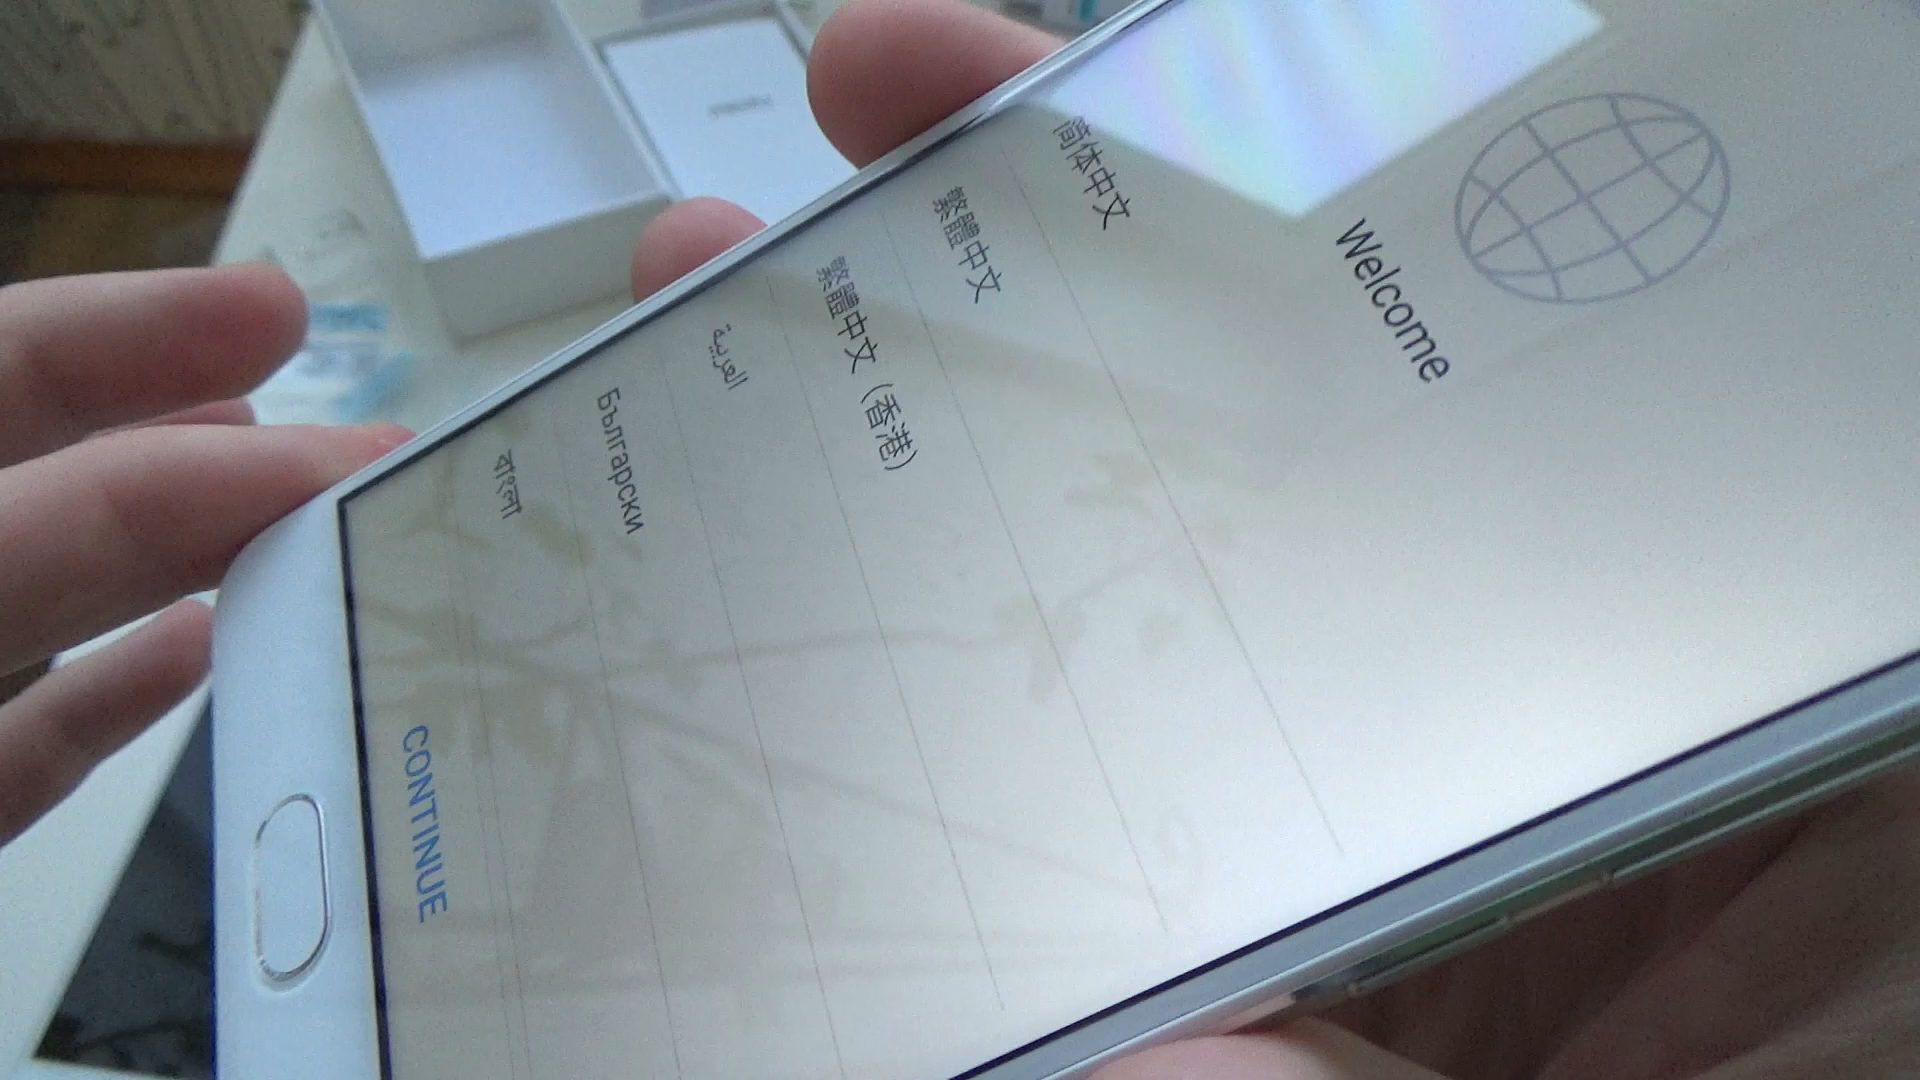 Welcome
简体中文
繁體中文
繁體中文（香港）
العربية
Български
বাংলা
CONTINUE